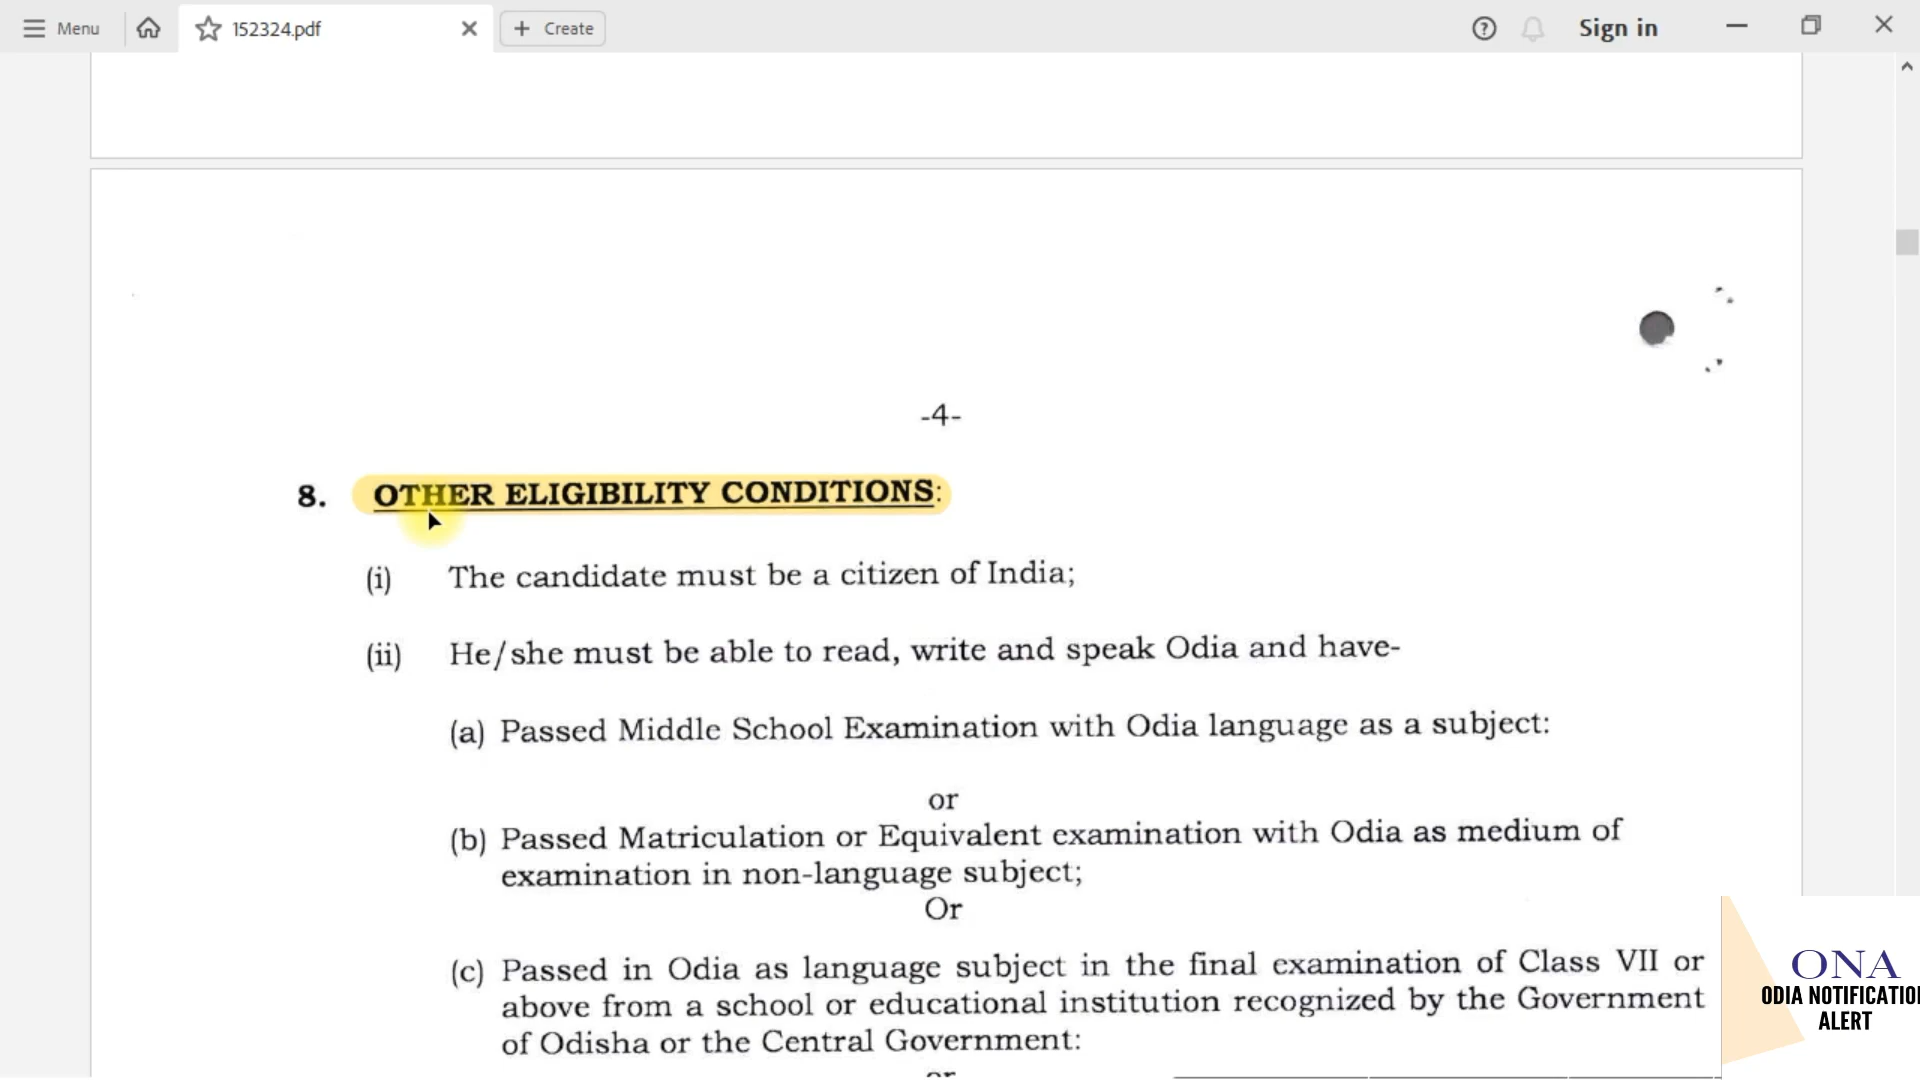 Menu
152324.pdf
Create
Sign in
-4-
8. OTHER ELIGIBILITY CONDITIONS:
(i) The candidate must be a citizen of India;
(ii) He/she must be able to read, write and speak Odia and have-
(a) Passed Middle School Examination with Odia language as a subject:
or
(b) Passed Matriculation or Equivalent examination with Odia as medium of
examination in non-language subject;
Or
(c) Passed in Odia as language subject in the final examination of Class VII or
above from a school or educational institution recognized by the Government
of Odisha or the Central Government:
or
ONA
ODIA NOTIFICATIO
ALERT